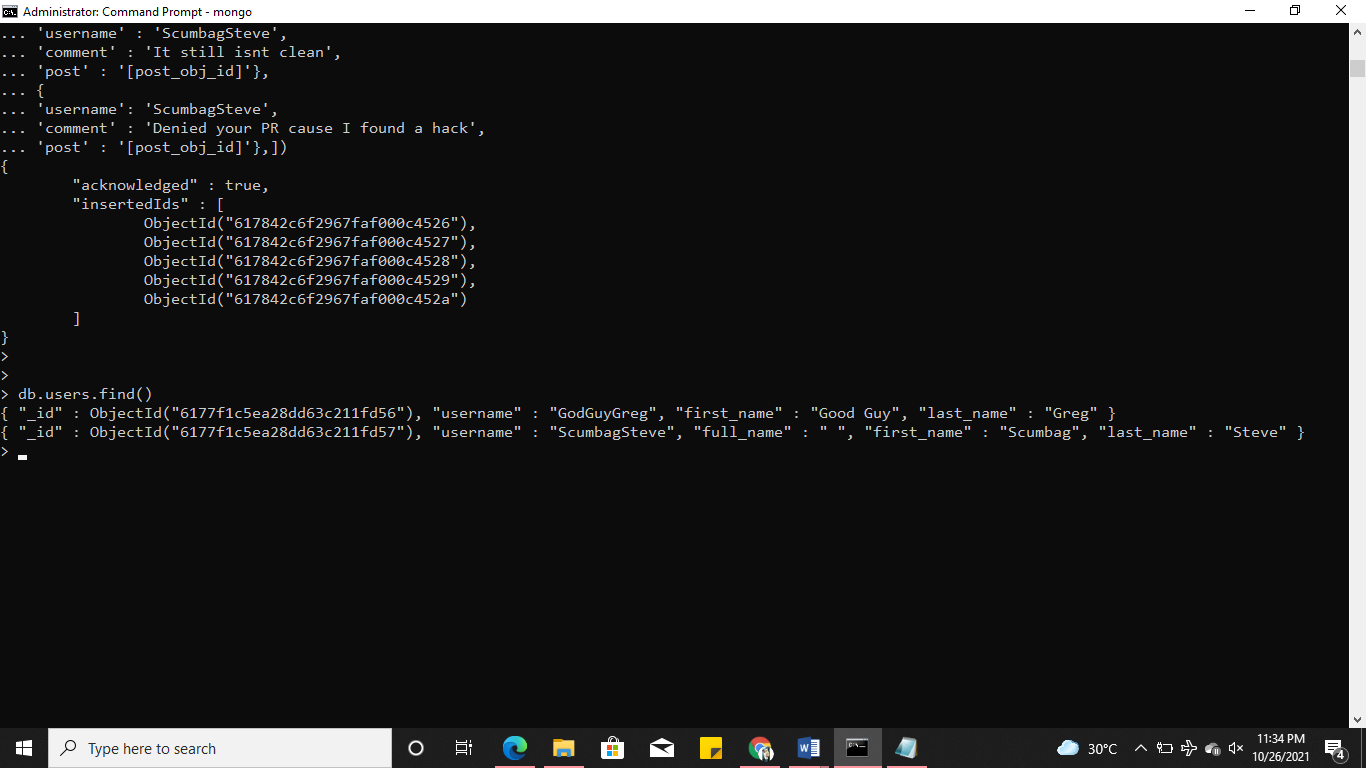 Administrator: Command Prompt - mongo
... 'username' : 'ScumbagSteve',
... 'comment' : 'It still isnt clean',
... 'post' : '[post_obj_id]'},
... {
... 'username': 'ScumbagSteve',
... 'comment' : 'Denied your PR cause I found a hack',
... 'post' : '[post_obj_id]'},])
{
        "acknowledged" : true,
        "insertedIds" : [
                ObjectId("617842c6f2967faf000c4526"),
                ObjectId("617842c6f2967faf000c4527"),
                ObjectId("617842c6f2967faf000c4528"),
                ObjectId("617842c6f2967faf000c4529"),
                ObjectId("617842c6f2967faf000c452a")
        ]
}
>
>
> db.users.find()
{ "_id" : ObjectId("6177f1c5ea28dd63c211fd56"), "username" : "GodGuyGreg", "first_name" : "Good Guy", "last_name" : "Greg" }
{ "_id" : ObjectId("6177f1c5ea28dd63c211fd57"), "username" : "ScumbagSteve", "full_name" : " ", "first_name" : "Scumbag", "last_name" : "Steve" }
>
Type here to search
30°C
11:34 PM
10/26/2021
4